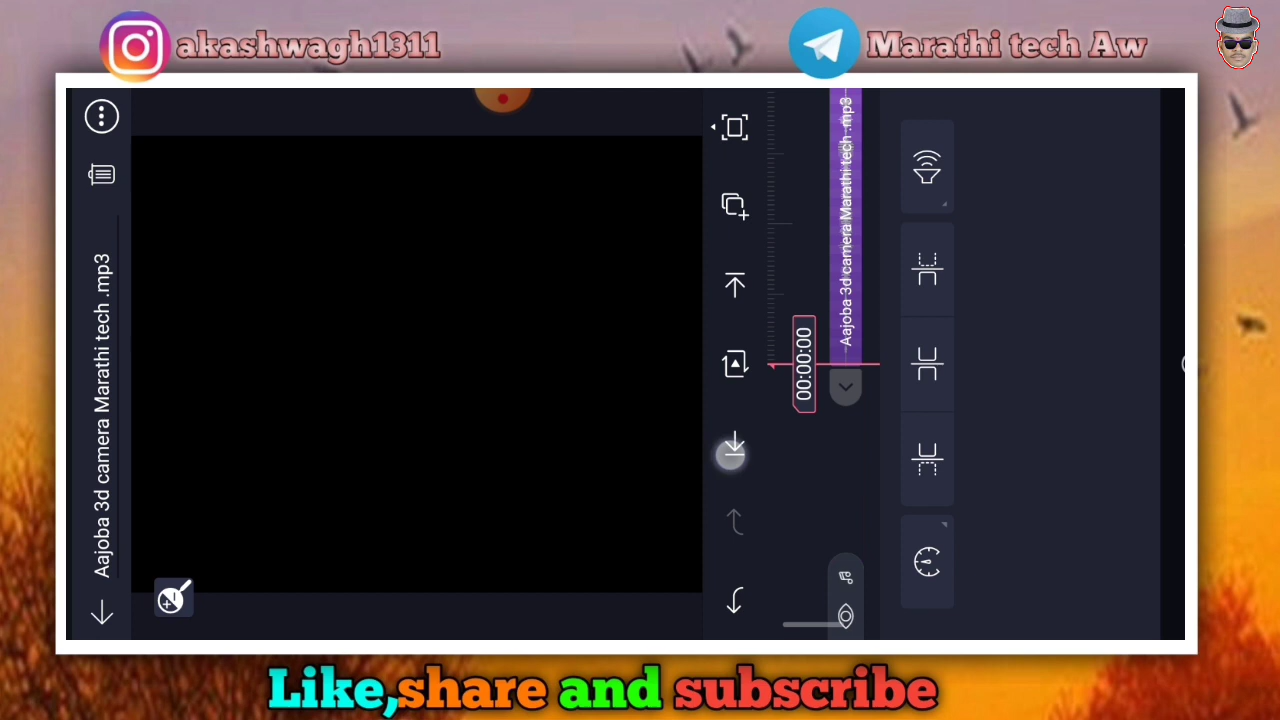 akashwagh1311
Marathi tech Aw
Aajoba 3d camera Marathi tech .mp3
00:00:00
Aajoba 3d camera Marathi tech .mp3
Like,share and subscribe